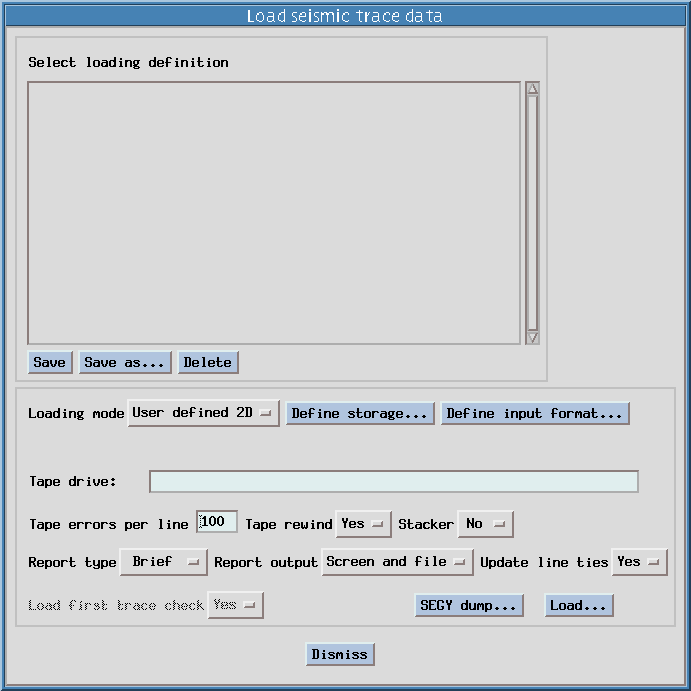 Load seismic trace data
Select loading definition
Save Save as... Delete
Loading mode User defined 2D Define storage... Define input format...
Tape drive:
Tape errors per line 100 Tape rewind Yes Stacker No
Report type Brief Report output Screen and file Update line ties Yes
Load first trace check Yes SEGY dump... Load...
Dismiss